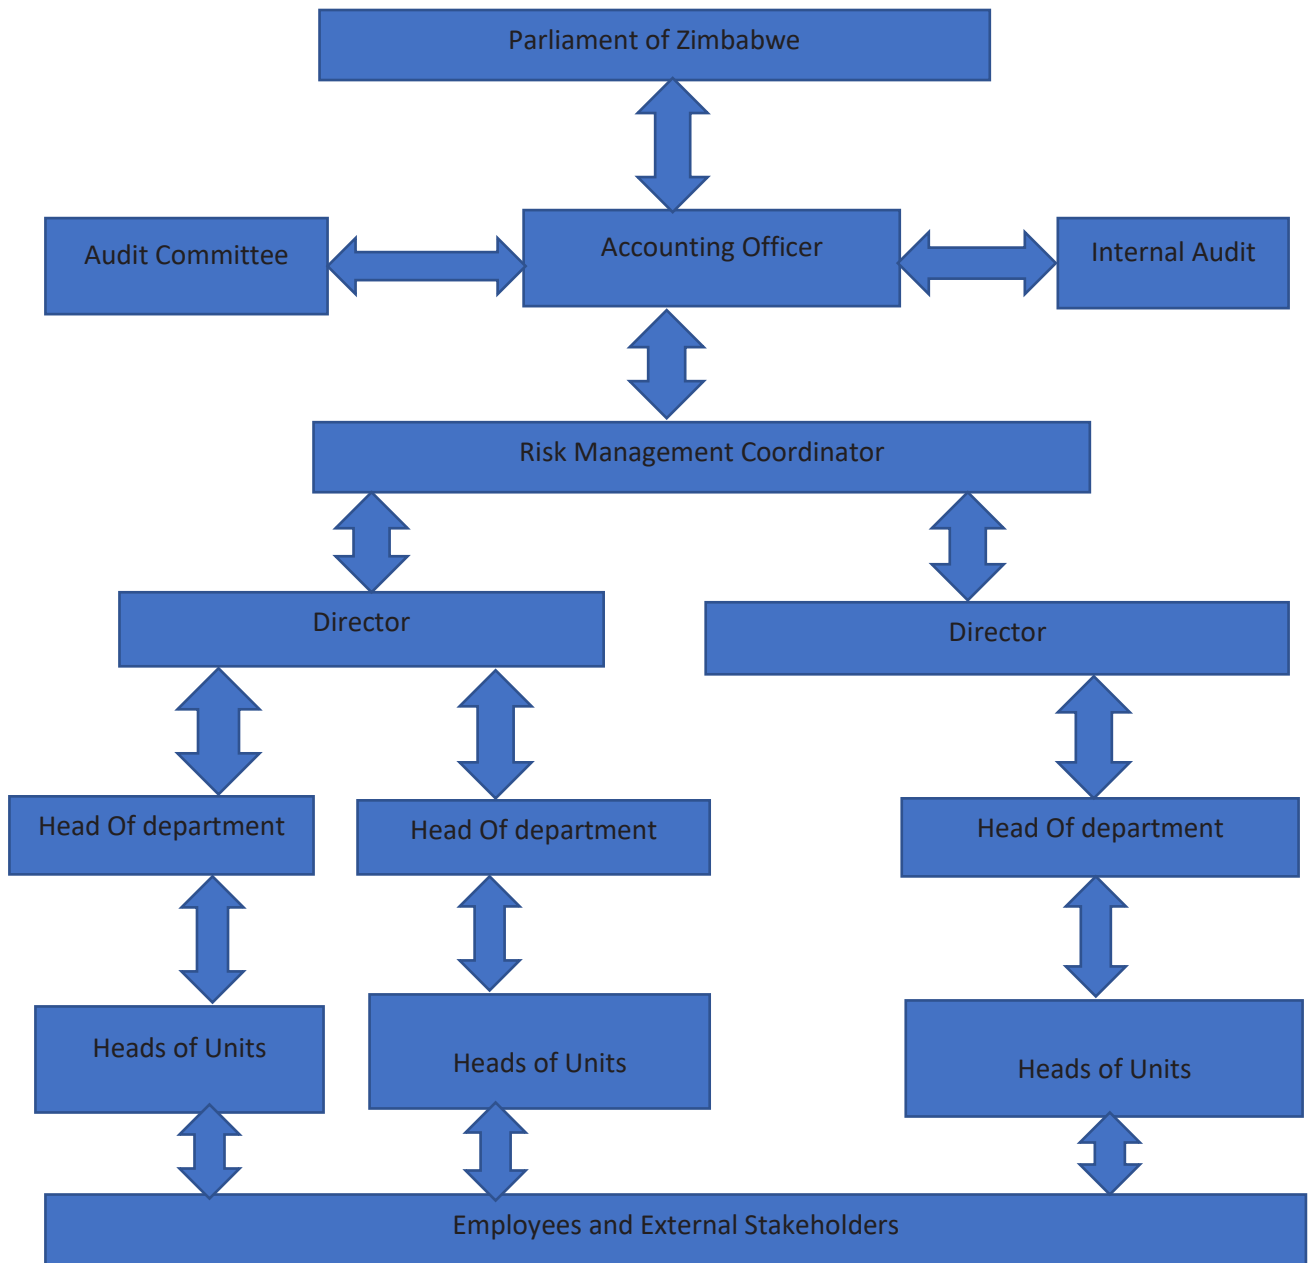 Parliament of Zimbabwe
Audit Committee
Accounting Officer
Internal Audit
Risk Management Coordinator
Director
Director
Head Of department
Head Of department
Head Of department
Heads of Units
Heads of Units
Heads of Units
Employees and External Stakeholders